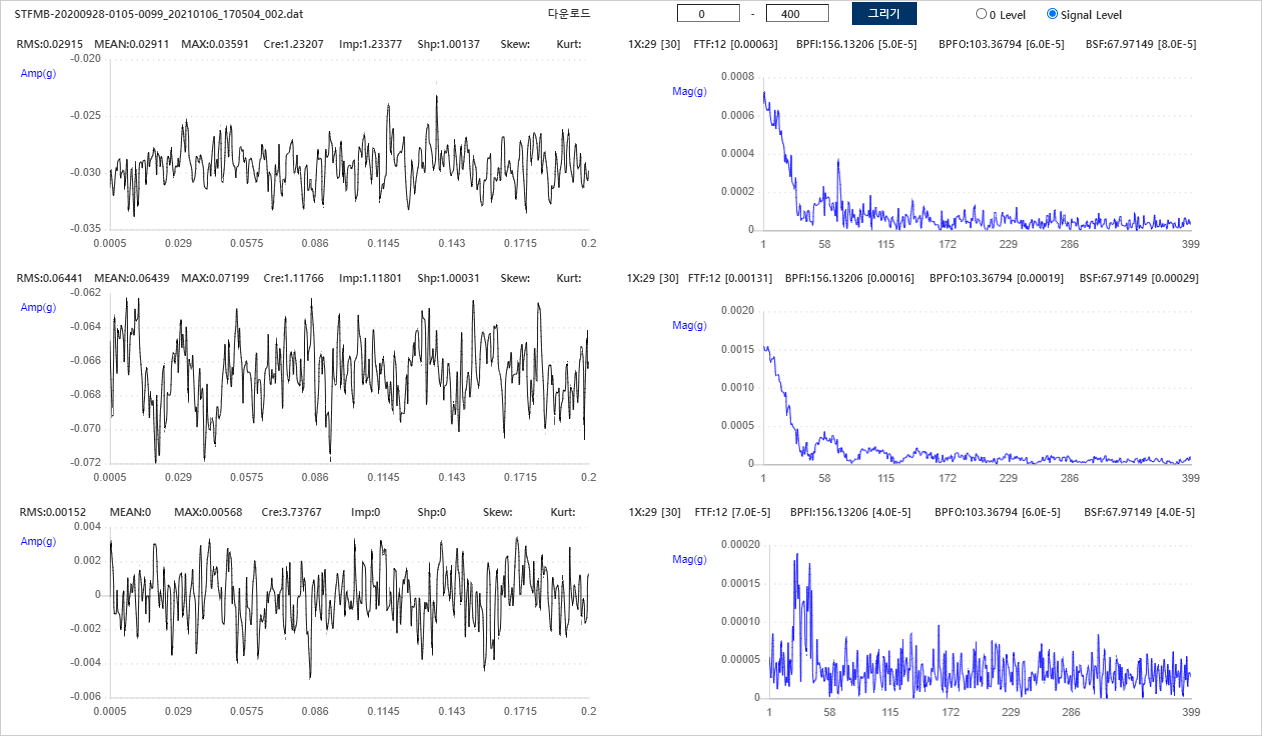 STFMB-20200928-0105-0099_20210106_170504_002.dat 다운로드 0 - 400 그리기 0 Level Signal Level
RMS:0.02915 MEAN:0.02911 MAX:0.03591 Cre:1.23207 Imp:1.23377 Shp:1.00137 Skew: Kurt:
Amp(g)
-0.020
-0.025
-0.030
-0.035
0.0005 0.029 0.0575 0.086 0.1145 0.143 0.1715 0.2
1X:29 [30] FTF:12 [0.00063] BPFI:156.13206 [5.0E-5] BPFO:103.36794 [6.0E-5] BSF:67.97149 [8.0E-5]
Mag(g)
0.0008
0.0006
0.0004
0.0002
0
1 58 115 172 229 286 399
RMS:0.06441 MEAN:0.06439 MAX:0.07199 Cre:1.11766 Imp:1.11801 Shp:1.00031 Skew: Kurt:
Amp(g)
-0.062
-0.064
-0.066
-0.068
-0.070
-0.072
0.0005 0.029 0.0575 0.086 0.1145 0.143 0.1715 0.2
1X:29 [30] FTF:12 [0.00131] BPFI:156.13206 [0.00016] BPFO:103.36794 [0.00019] BSF:67.97149 [0.00029]
Mag(g)
0.0020
0.0015
0.0010
0.0005
0
1 58 115 172 229 286 399
RMS:0.00152 MEAN:0 MAX:0.00568 Cre:3.73767 Imp:0 Shp:0 Skew: Kurt:
Amp(g)
0.004
0.002
0
-0.002
-0.004
-0.006
0.0005 0.029 0.0575 0.086 0.1145 0.143 0.1715 0.2
1X:29 [30] FTF:12 [7.0E-5] BPFI:156.13206 [4.0E-5] BPFO:103.36794 [6.0E-5] BSF:67.97149 [4.0E-5]
Mag(g)
0.00020
0.00015
0.00010
0.00005
0
1 58 115 172 229 286 399